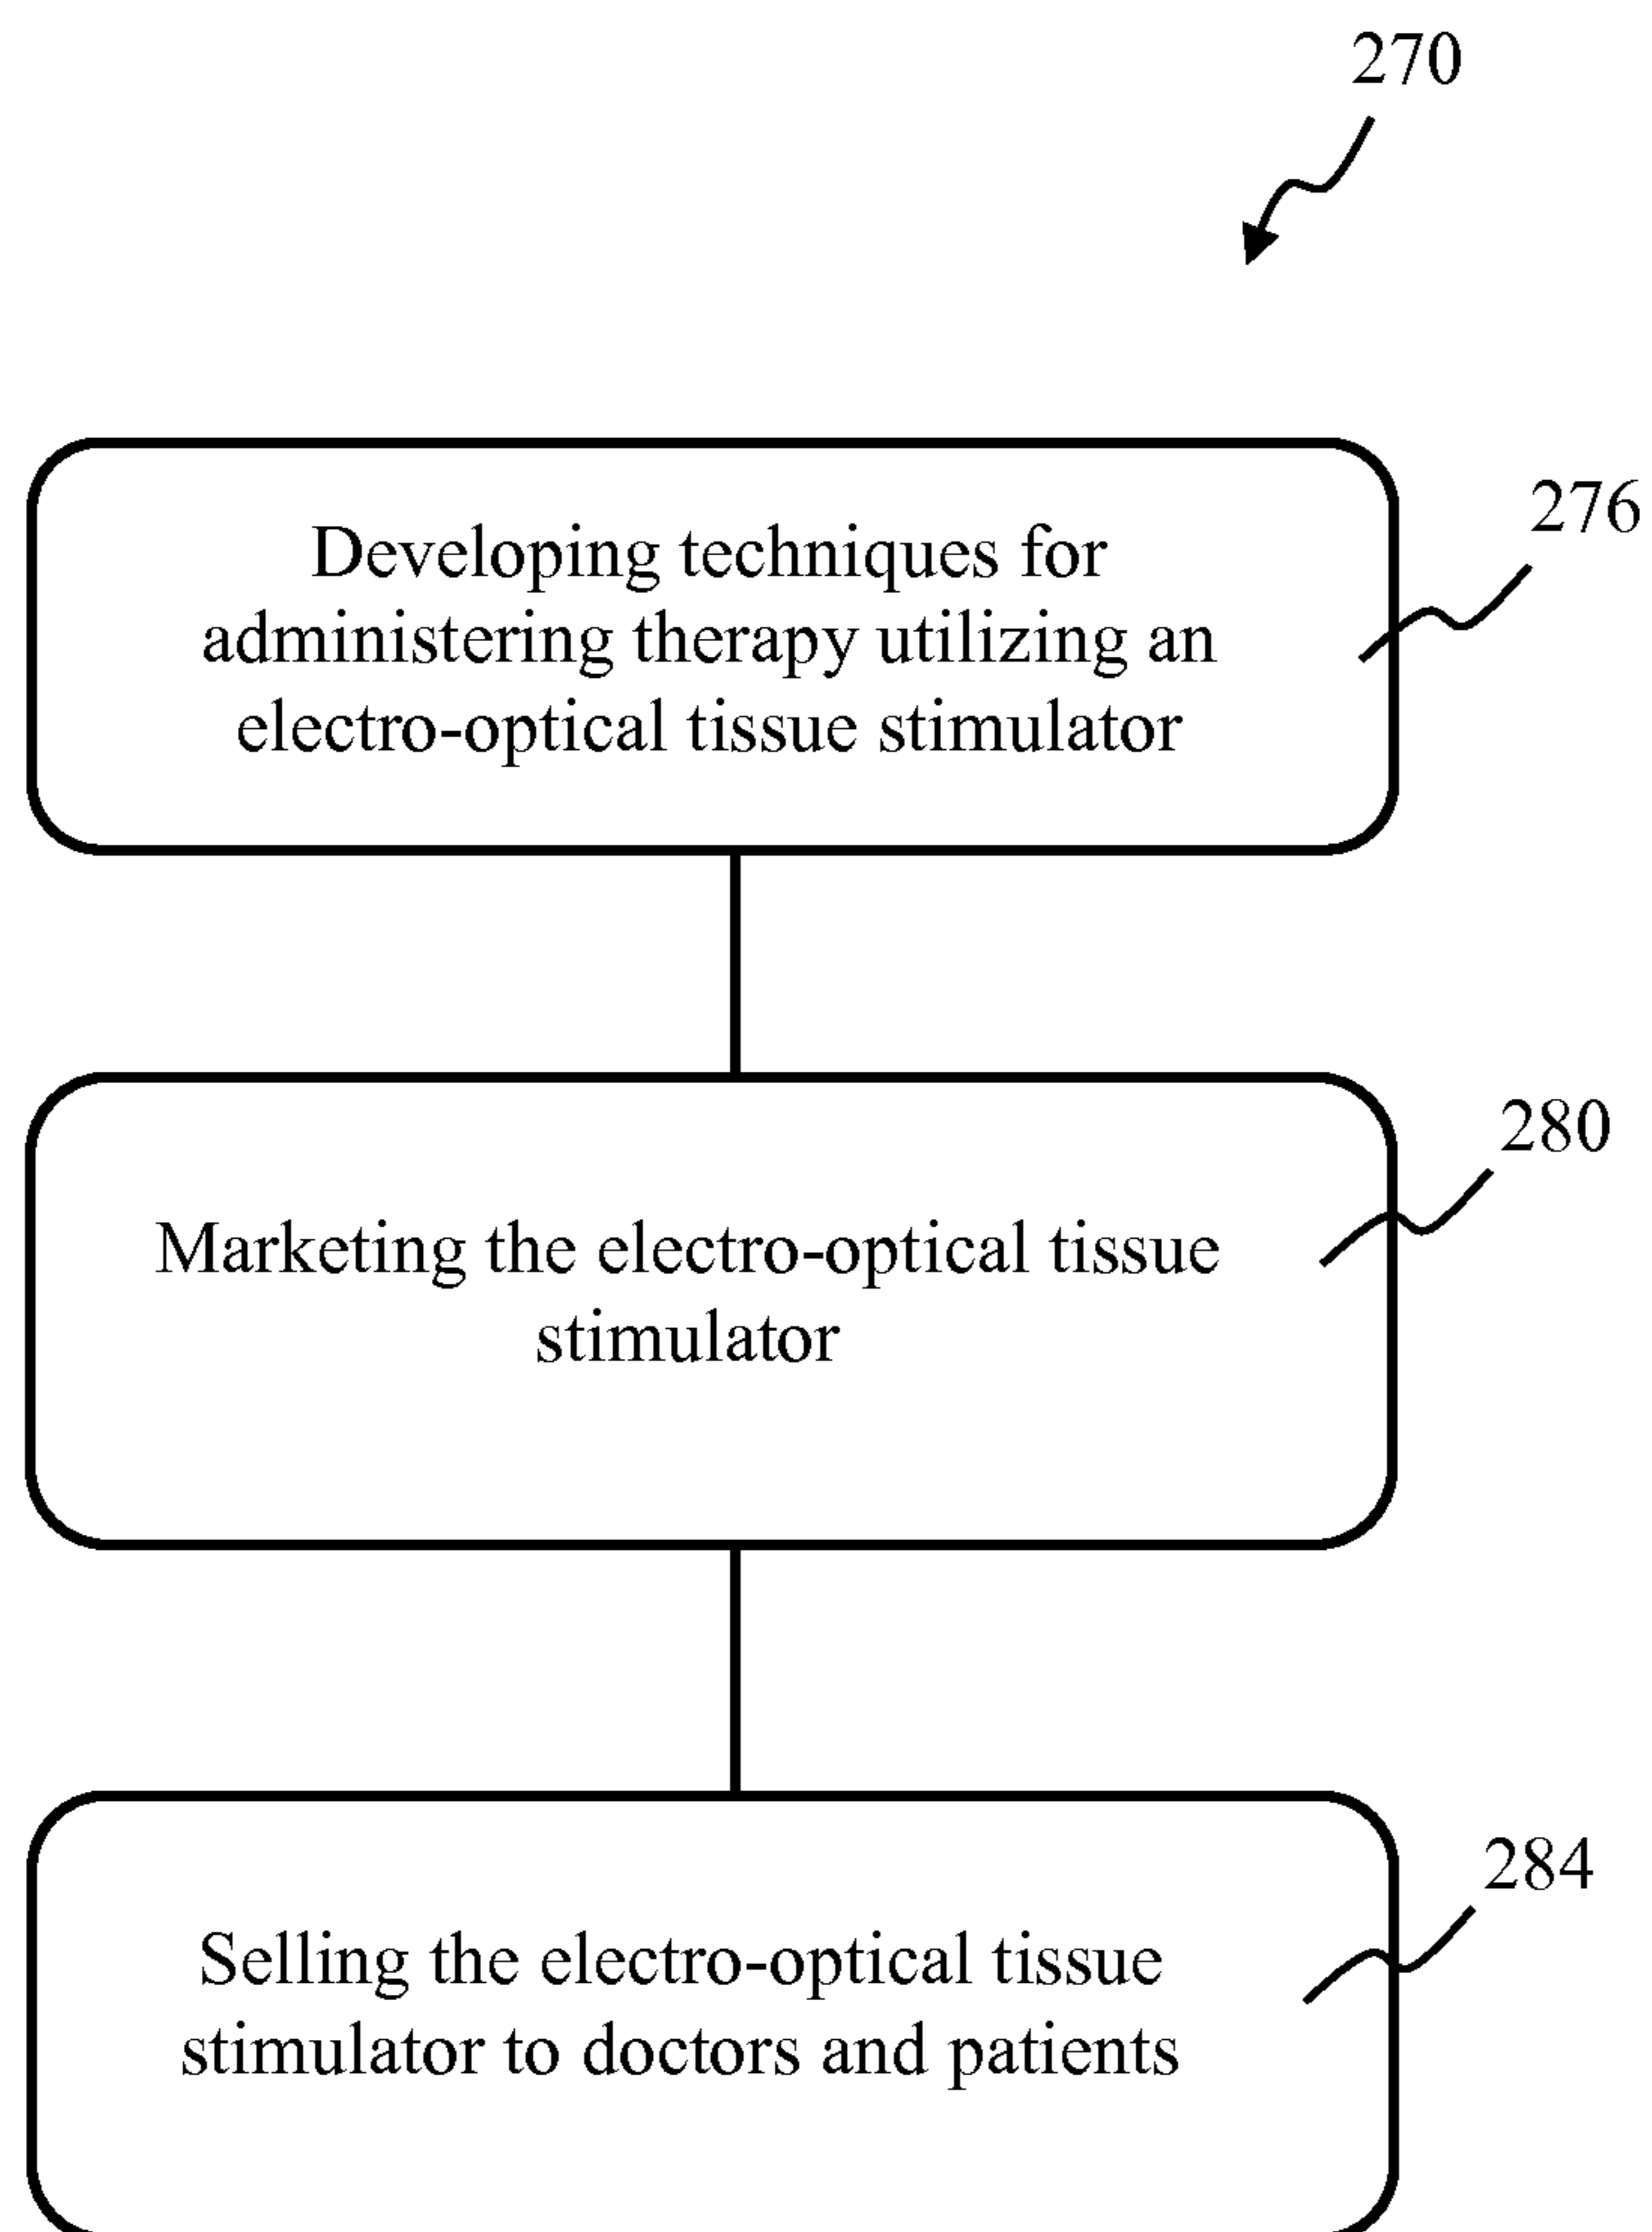 270
276
Developing techniques for
administering therapy utilizing an
electro-optical tissue stimulator
280
Marketing the electro-optical tissue
stimulator
284
Selling the electro-optical tissue
stimulator to doctors and patients